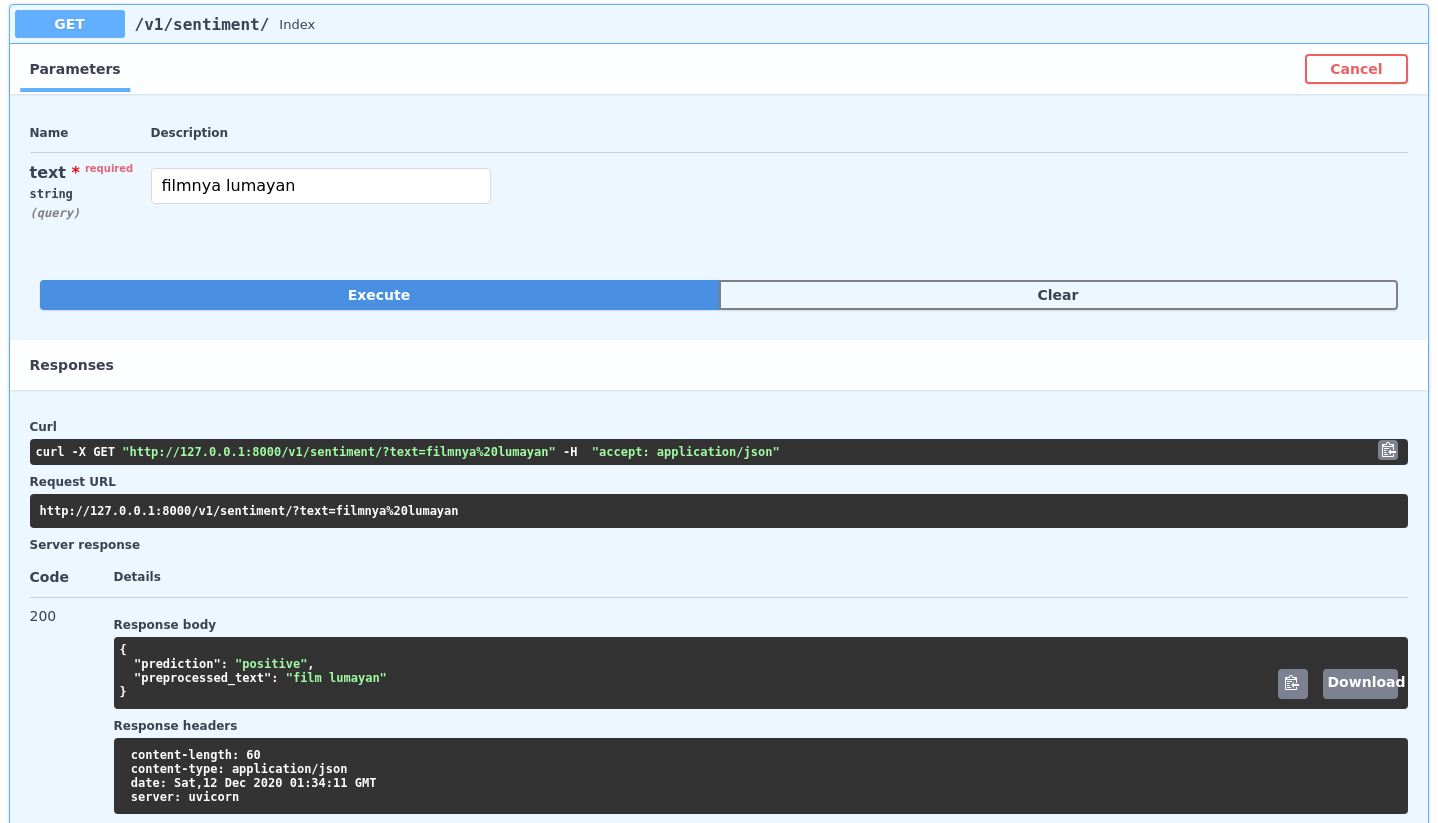 GET /v1/sentiment/ Index
Parameters
Cancel
Name Description
text * required
string
(query)
filmnya lumayan
Execute Clear
Responses
Curl
curl -X GET "http://127.0.0.1:8000/v1/sentiment/?text=filmnya%20lumayan" -H  "accept: application/json"
Request URL
http://127.0.0.1:8000/v1/sentiment/?text=filmnya%20lumayan
Server response
Code Details
200
Response body
{
  "prediction": "positive",
  "preprocessed_text": "film lumayan"
}
Download
Response headers
content-length: 60
content-type: application/json
date: Sat,12 Dec 2020 01:34:11 GMT
server: uvicorn